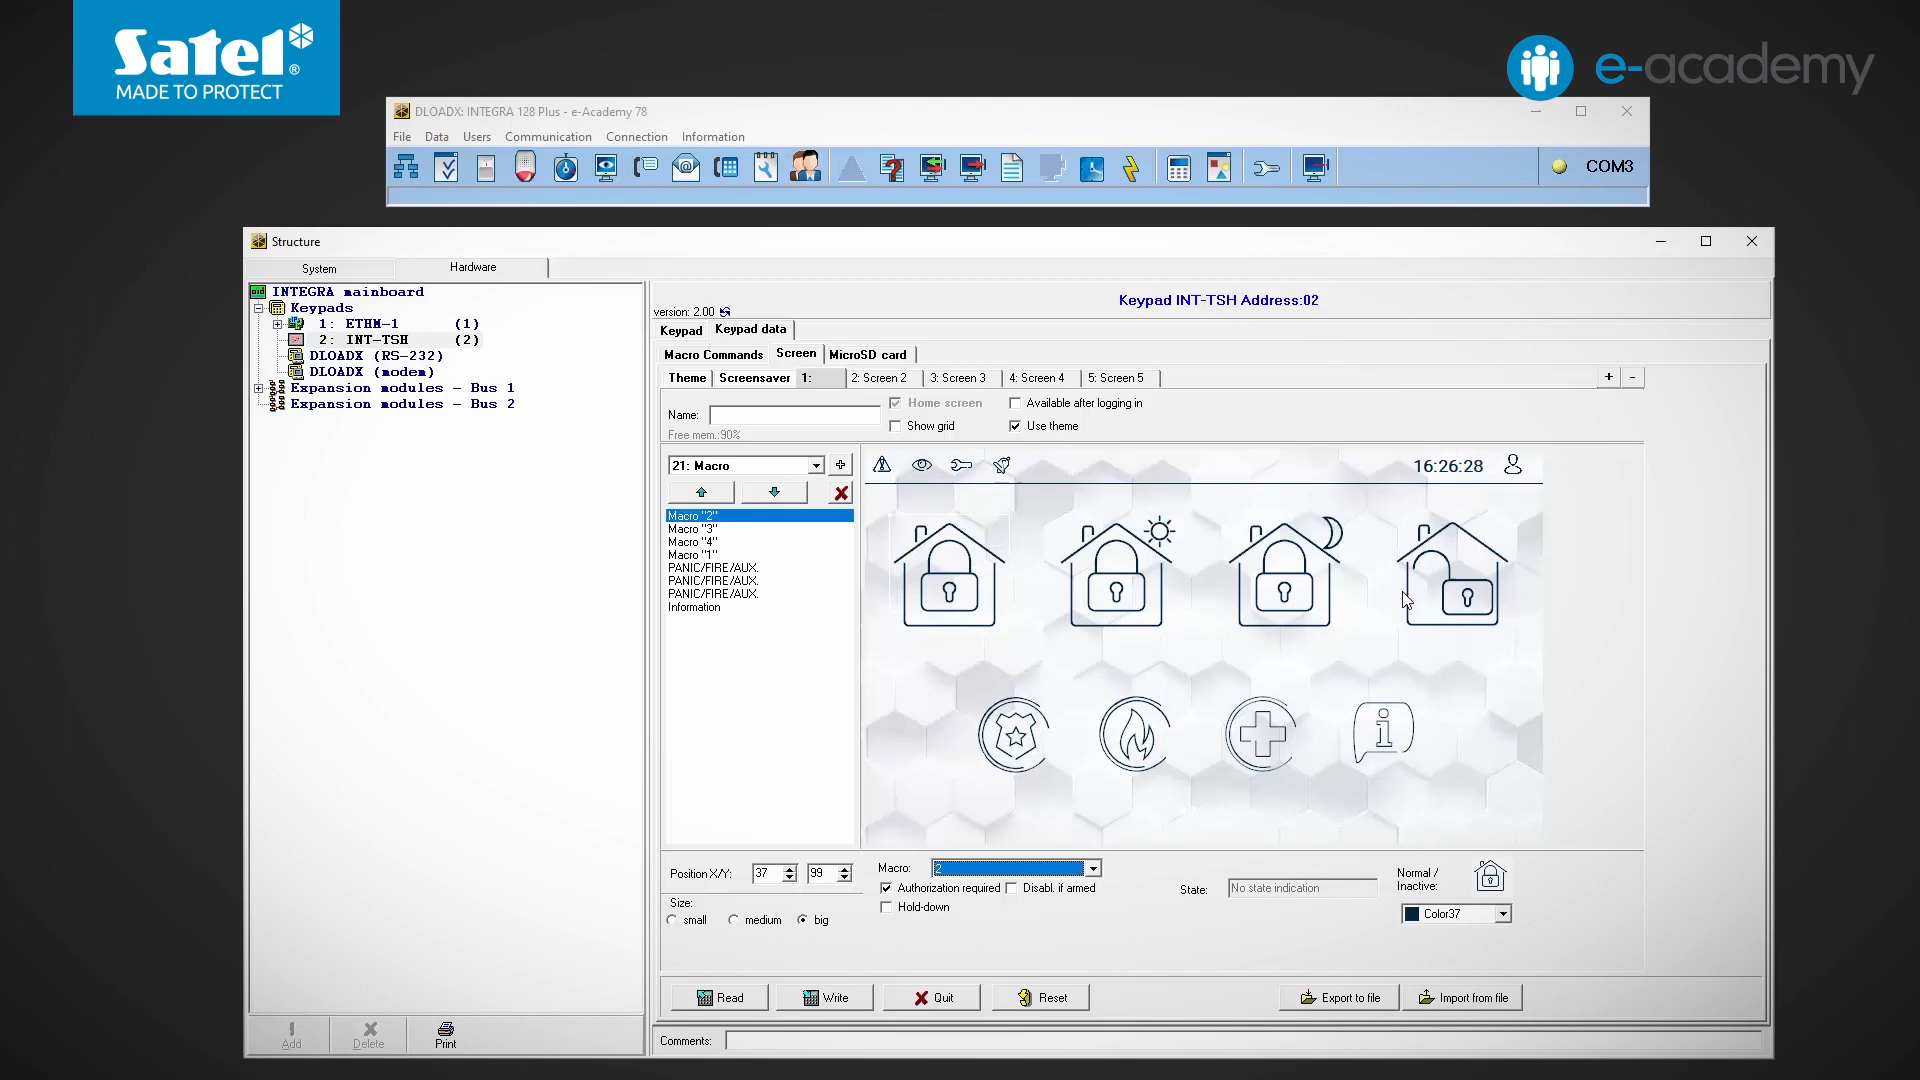 Satel®
MADE TO PROTECT
e-academy
DLOADX: INTEGRA 128 Plus - e-Academy 78
File Data Users Communication Connection Information
COM3
Structure
System Hardware
INTEGRA mainboard
Keypads
1: ETHM-1 (1)
2: INT-TSH (2)
DLOADX (RS-232)
DLOADX (modem)
Expansion modules - Bus 1
Expansion modules - Bus 2
Keypad INT-TSH Address:02
version: 2.00
Keypad Keypad data
Macro Commands Screen MicroSD card
Theme Screensaver 1: 2: Screen 2 3: Screen 3 4: Screen 4 5: Screen 5 + -
Name: Home screen Available after logging in
Show grid Use theme
Free mem.:90%
21: Macro
16:26:28
Macro "2"
Macro "3"
Macro "4"
Macro "1"
PANIC/FIRE/AUX.
PANIC/FIRE/AUX.
PANIC/FIRE/AUX.
Information
Position X/Y: 37 99
Size:
small medium big
Macro: 2
Authorization required Disabl. if armed
Hold-down
State: No state indication
Normal /
Inactive:
Color37
Read Write Quit Reset Export to file Import from file
Add Delete Print
Comments: